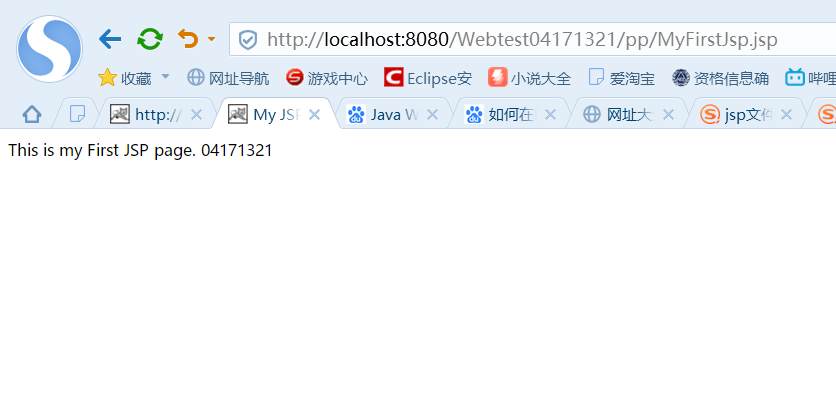 http://localhost:8080/Webtest04171321/pp/MyFirstJsp.jsp
收藏 网址导航 游戏中心 Eclipse安 小说大全 爱淘宝 资格信息确 哔哩
http:// My JSP Java W 如何在 网址大 jsp文件
This is my First JSP page. 04171321